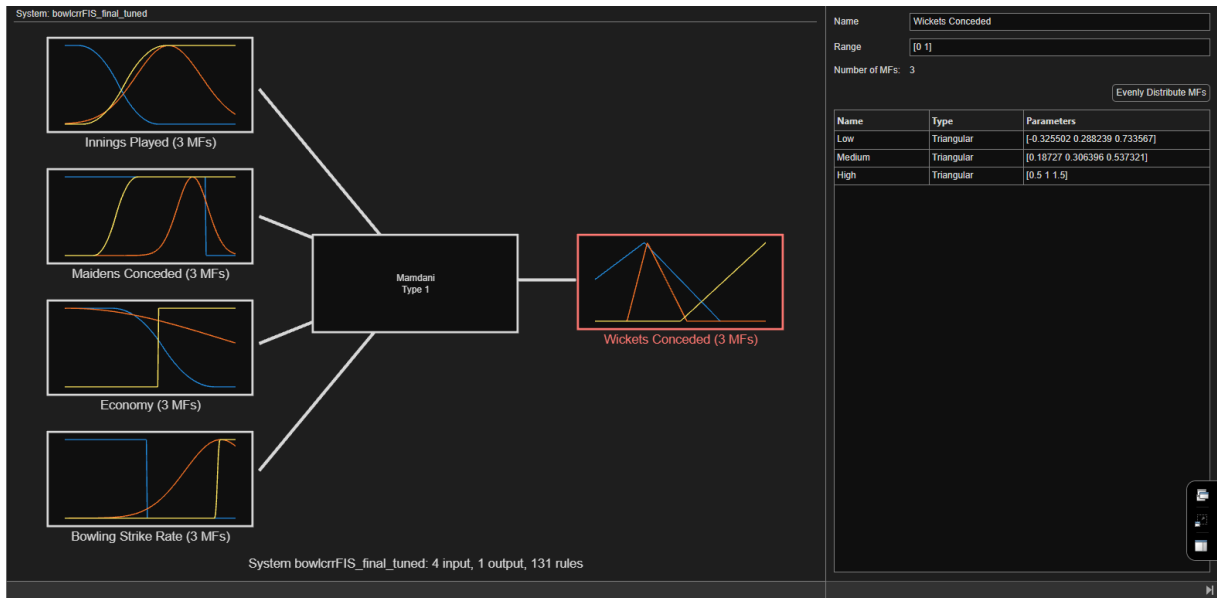 System: bowlcrrFIS_final_tuned
Innings Played (3 MFs)
Maidens Conceded (3 MFs)
Economy (3 MFs)
Bowling Strike Rate (3 MFs)
Mamdani
Type 1
Wickets Conceded (3 MFs)
System bowlcrrFIS_final_tuned: 4 input, 1 output, 131 rules
Name Wickets Conceded
Range [0 1]
Number of MFs: 3
Evenly Distribute MFs
Name Type Parameters
Low Triangular [-0.325502 0.288239 0.733567]
Medium Triangular [0.18727 0.306396 0.537321]
High Triangular [0.5 1 1.5]